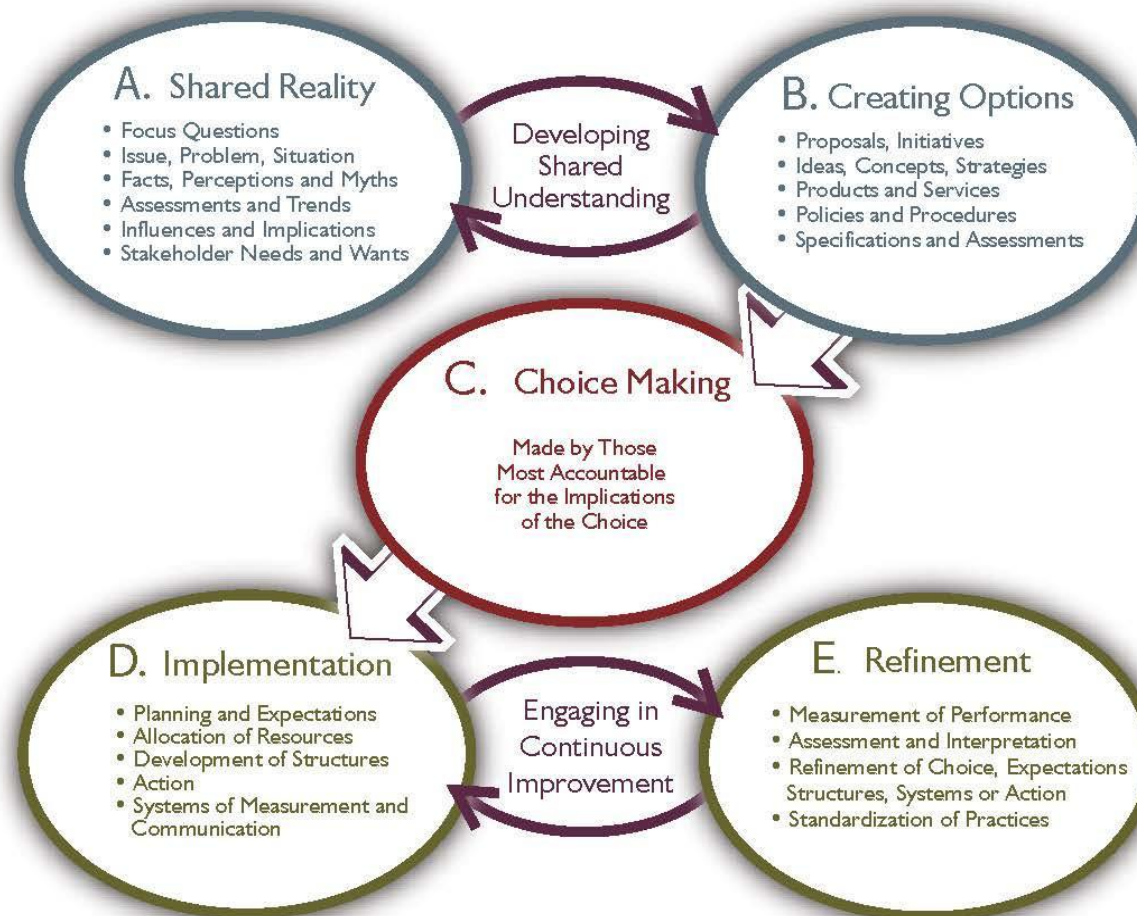 A. Shared Reality
• Focus Questions
• Issue, Problem, Situation
• Facts, Perceptions and Myths
• Assessments and Trends
• Influences and Implications
• Stakeholder Needs and Wants
Developing
Shared
Understanding
B. Creating Options
• Proposals, Initiatives
• Ideas, Concepts, Strategies
• Products and Services
• Policies and Procedures
• Specifications and Assessments
C. Choice Making
Made by Those
Most Accountable
for the Implications
of the Choice
D. Implementation
• Planning and Expectations
• Allocation of Resources
• Development of Structures
• Action
• Systems of Measurement and
Communication
Engaging in
Continuous
Improvement
E. Refinement
• Measurement of Performance
• Assessment and Interpretation
• Refinement of Choice, Expectations
Structures, Systems or Action
• Standardization of Practices